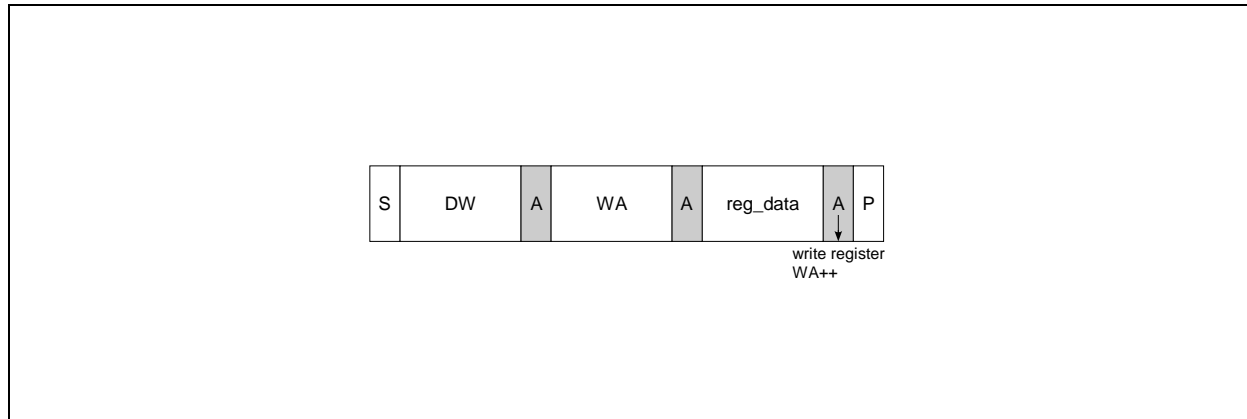 S DW A WA A reg_data A P
write register
WA++